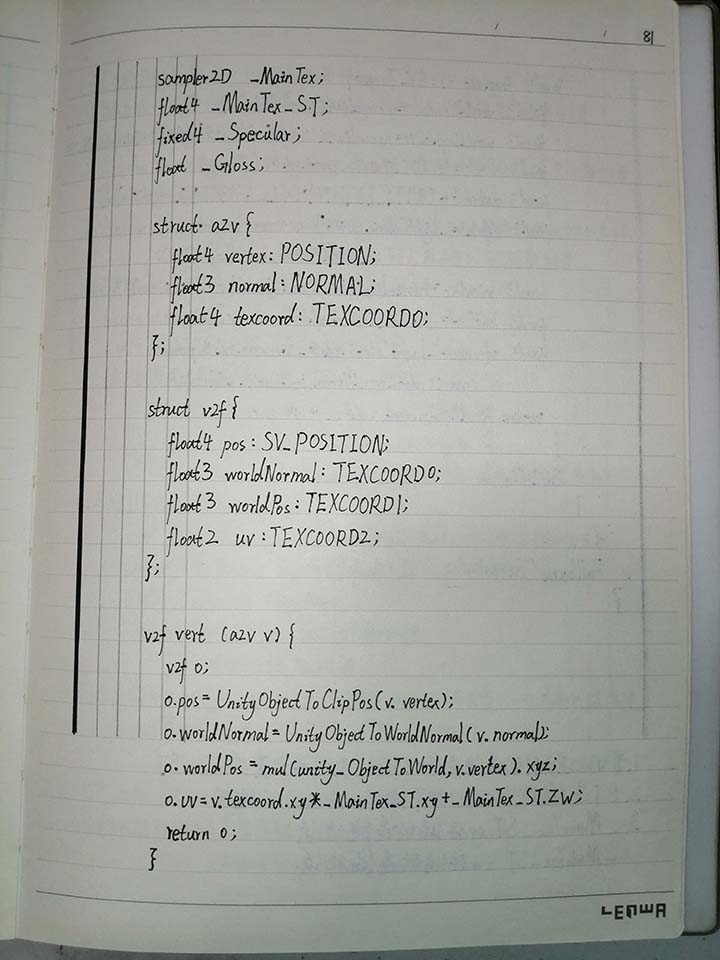 81
sampler2D _MainTex;
float4 _MainTex_ST;
fixed4 _Specular;
float _Gloss;
struct a2v {
float4 vertex: POSITION;
float3 normal: NORMAL;
float4 texcoord: TEXCOORD0;
};
struct v2f {
float4 pos: SV_POSITION;
float3 worldNormal: TEXCOORD0;
float3 worldPos: TEXCOORD1;
float2 uv: TEXCOORD2;
};
v2f vert (a2v v) {
v2f o;
o.pos = UnityObjectToClipPos(v.vertex);
o.worldNormal = UnityObjectToWorldNormal(v.normal);
o.worldPos = mul(unity_ObjectToWorld, v.vertex).xyz;
o.uv = v.texcoord.xy * _MainTex_ST.xy + _MainTex_ST.zw;
return o;
}